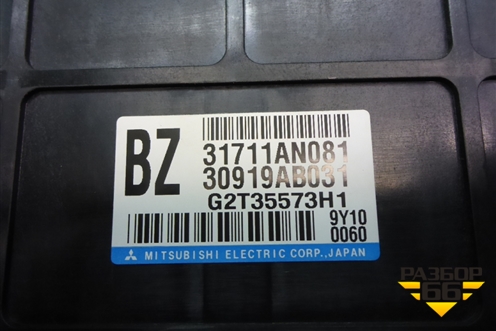 BZ
31711AN081
30919AB031
G2T35573H1
9Y10
0060
MITSUBISHI ELECTRIC CORP., JAPAN
РАЗБОР
66